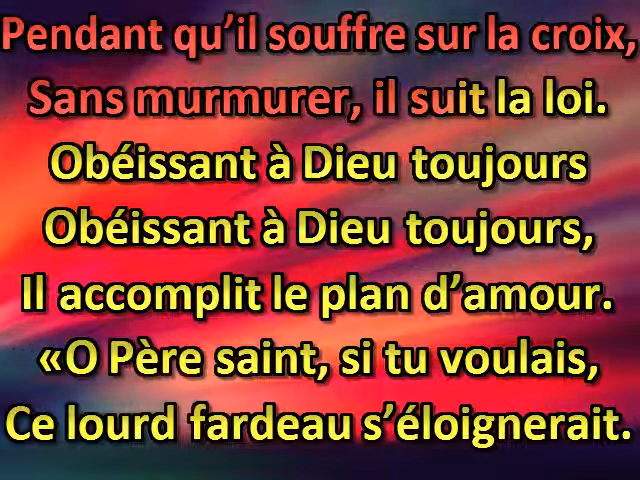 Pendant qu’il souffre sur la croix,
Sans murmurer, il suit la loi.
Obéissant à Dieu toujours
Obéissant à Dieu toujours,
Il accomplit le plan d’amour.
«O Père saint, si tu voulais,
Ce lourd fardeau s’éloignerait.